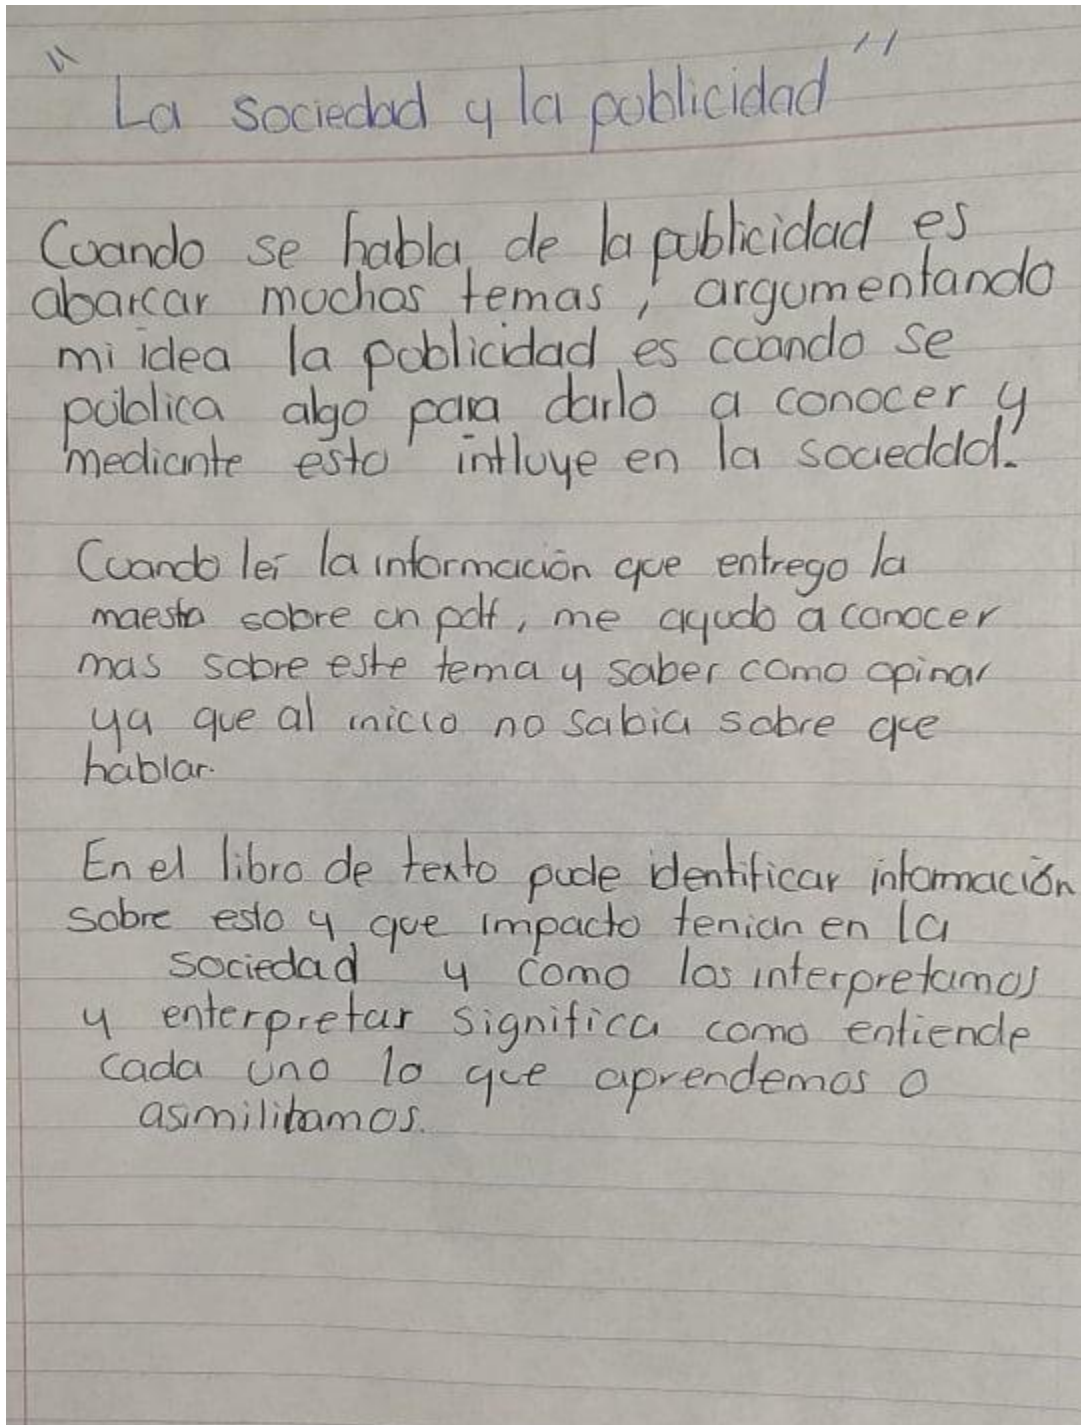 "La sociedad y la publicidad"
Cuando se habla de la publicidad es
abarcar muchos temas, argumentando
mi idea la publicidad es cuando se
publica algo para darlo a conocer y
mediante esto influye en la sociedad.
Cuando leí la información que entrego la
maesta sobre un pdf, me ayudo a conocer
mas sobre este tema y saber como opinar
ya que al inicio no sabia sobre que
hablar.
En el libro de texto pude identificar información
sobre esto y que impacto tenian en la
sociedad y como los interpretamos
y enterpretar significa como entiende
cada uno lo que aprendemos o